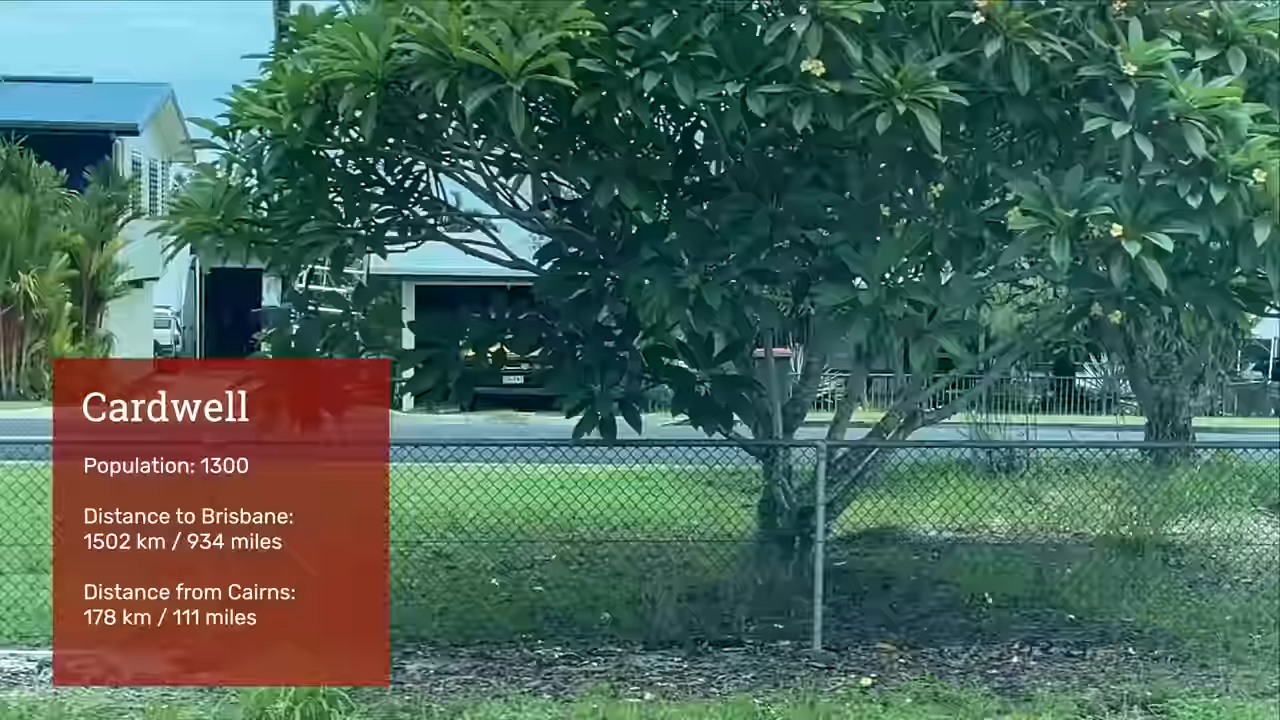 Cardwell
Population: 1300
Distance to Brisbane:
1502 km / 934 miles
Distance from Cairns:
178 km / 111 miles